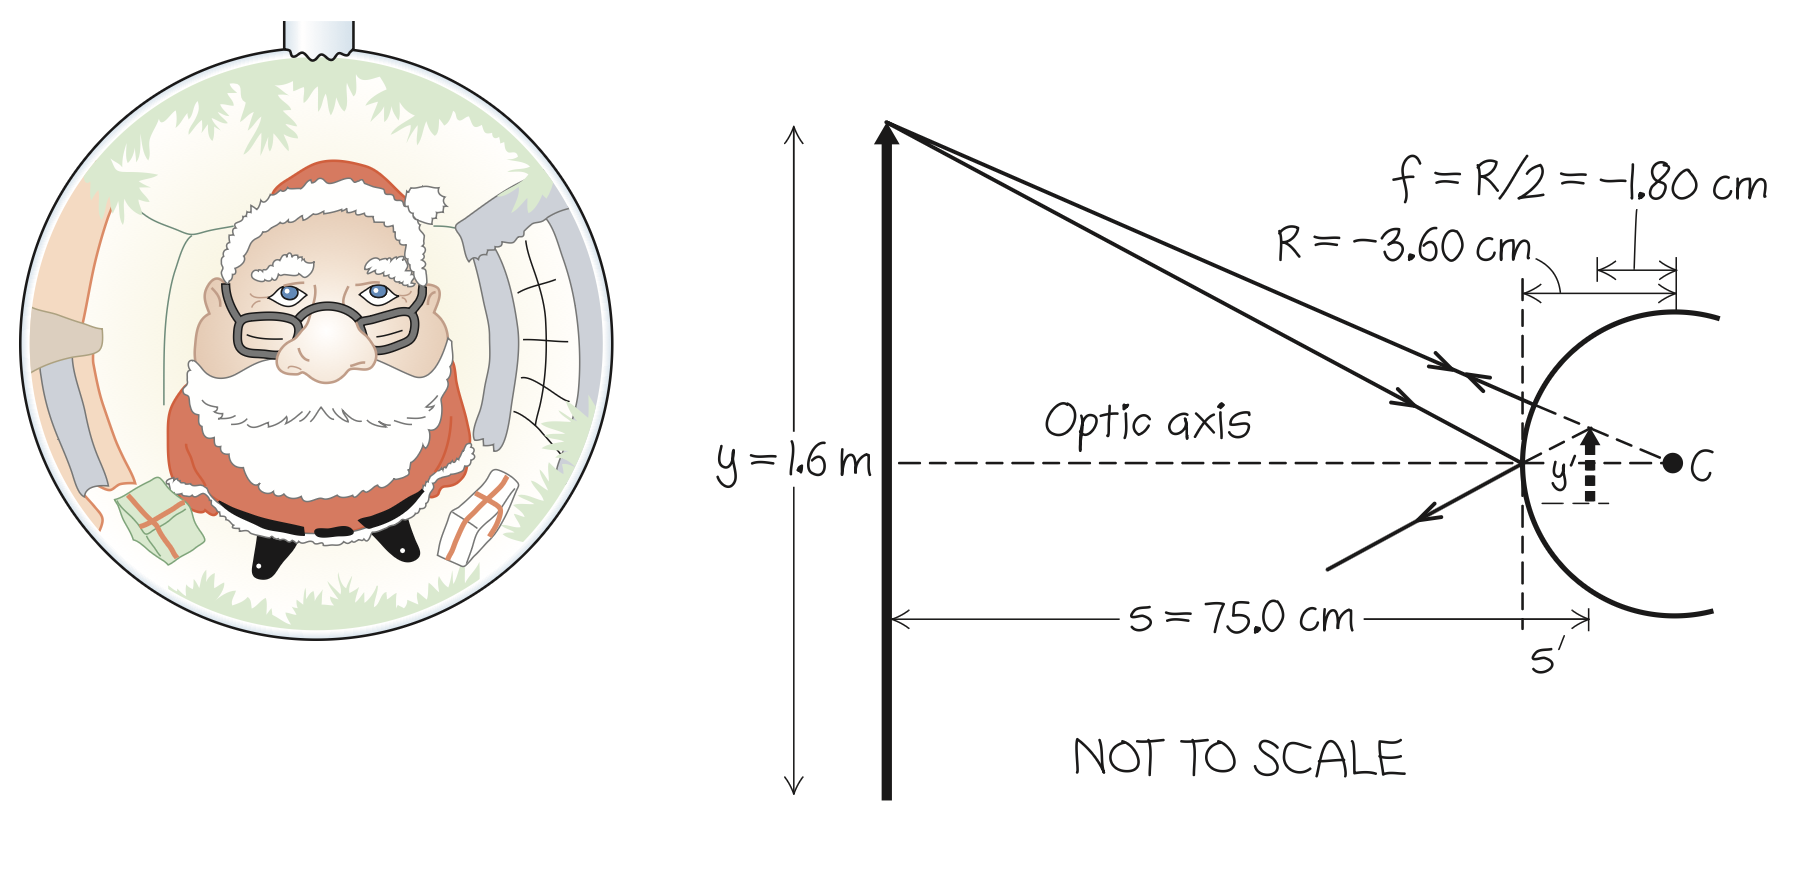 f = R/2 = −1.80 cm
R = −3.60 cm
Optic axis
y = 1.6 m
y′
C
s = 75.0 cm
s′
NOT TO SCALE